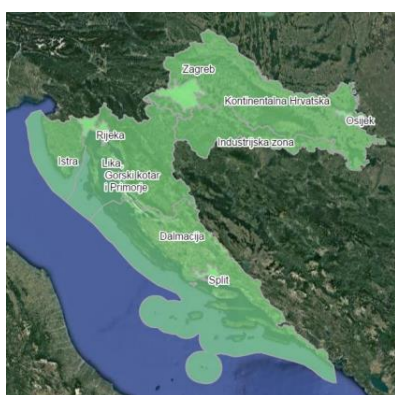 Zagreb
Kontinentalna Hrvatska
Osijek
Industrijska zona
Rijeka
Istra
Lika,
Gorski kotar
i Primorje
Dalmacija
Split